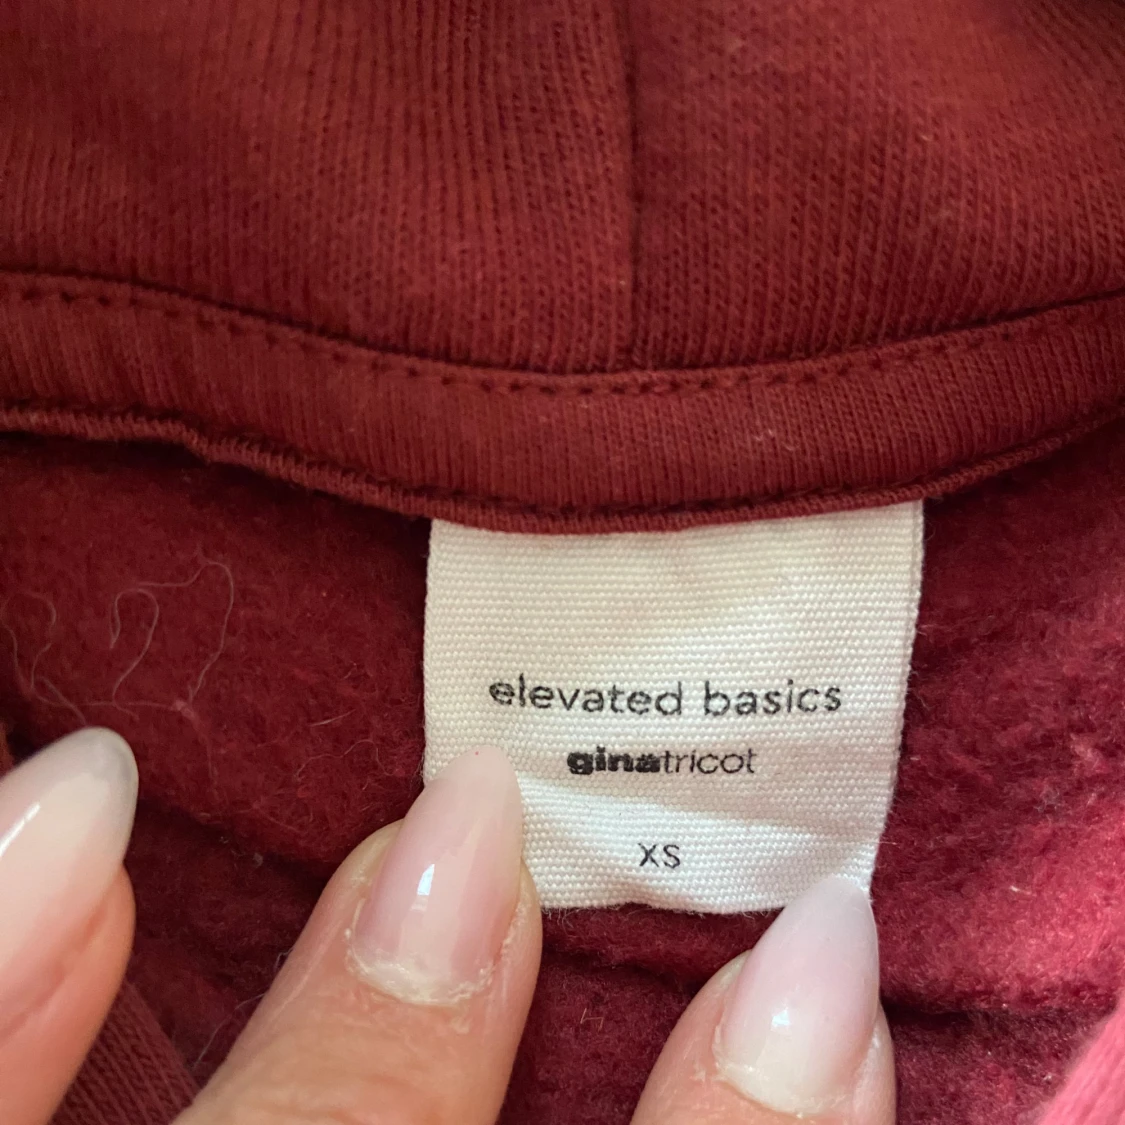 elevated basics
ginatricot
XS